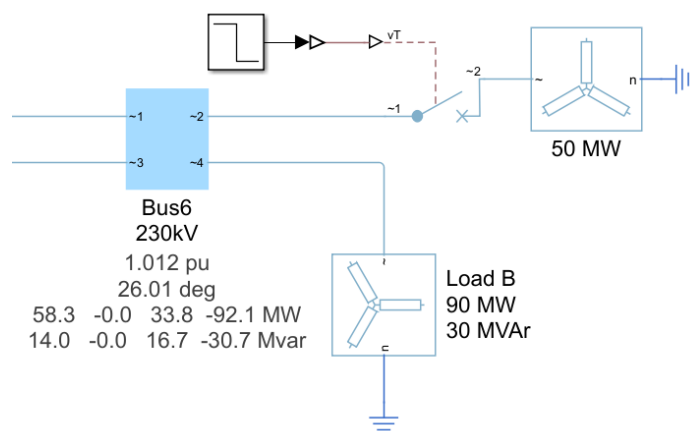 vT
~2
~1
~
n
50 MW
~1
~2
~3
~4
Bus6
230kV
1.012 pu
26.01 deg
58.3 -0.0 33.8 -92.1 MW
14.0 -0.0 16.7 -30.7 Mvar
~
n
Load B
90 MW
30 MVAr